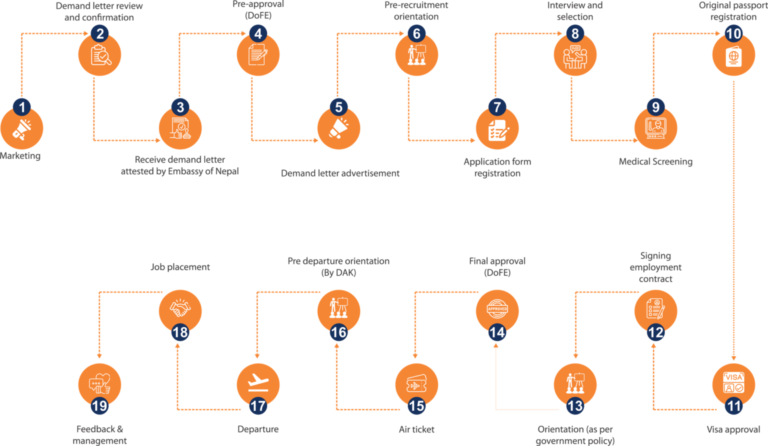 Demand letter review
and confirmation
2
Pre-approval
(DoFE)
4
Pre-recruitment
orientation
6
Interview and
selection
8
Original passport
registration
10
1
Marketing
3
Receive demand letter
attested by Embassy of Nepal
5
Demand letter advertisement
7
Application form
registration
9
Medical Screening
VISA
11
Visa approval
Signing
employment
contract
12
13
Orientation (as per
government policy)
Final approval
(DoFE)
APPROVED
14
15
Air ticket
Pre departure orientation
(By DAK)
16
17
Departure
Job placement
18
19
Feedback &
management